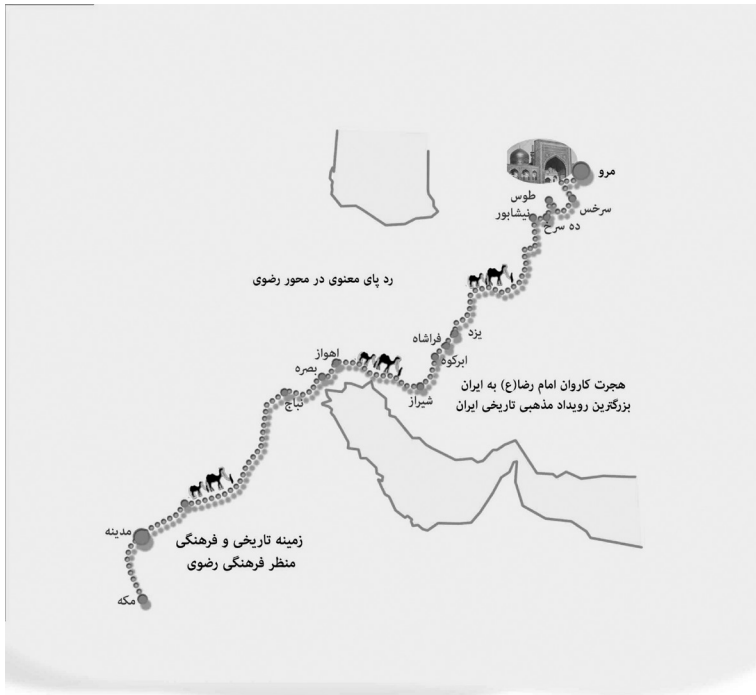 مرو
طوس
سرخس
نیشابور
ده سرخ
رد پای معنوی در محور رضوی
یزد
فراشاه
ابرکوه
اهواز
بصره
نباج
شیراز
هجرت کاروان امام رضا(ع) به ایران
بزرگترین رویداد مذهبی تاریخی ایران
مدینه
زمینه تاریخی و فرهنگی
منظر فرهنگی رضوی
مکه